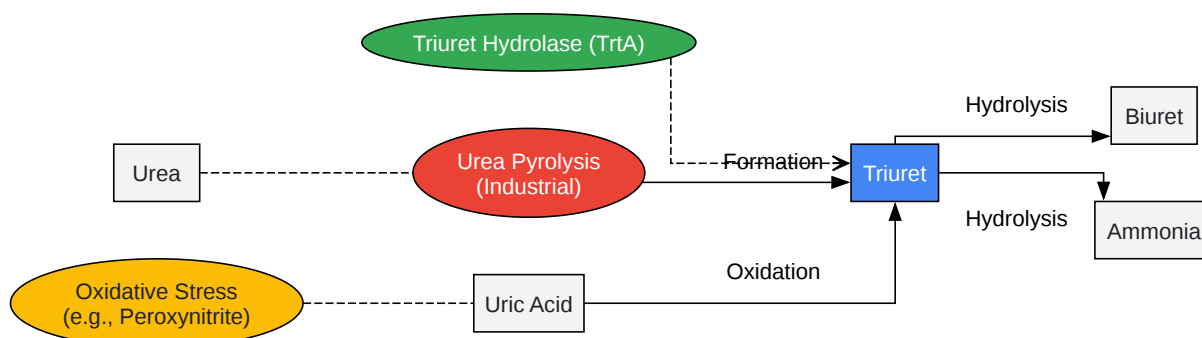 Triuret Hydrolase (TrtA)
Hydrolysis
Biuret
Urea
Urea Pyrolysis
(Industrial)
Formation
Triuret
Hydrolysis
Ammonia
Oxidative Stress
(e.g., Peroxynitrite)
Uric Acid
Oxidation